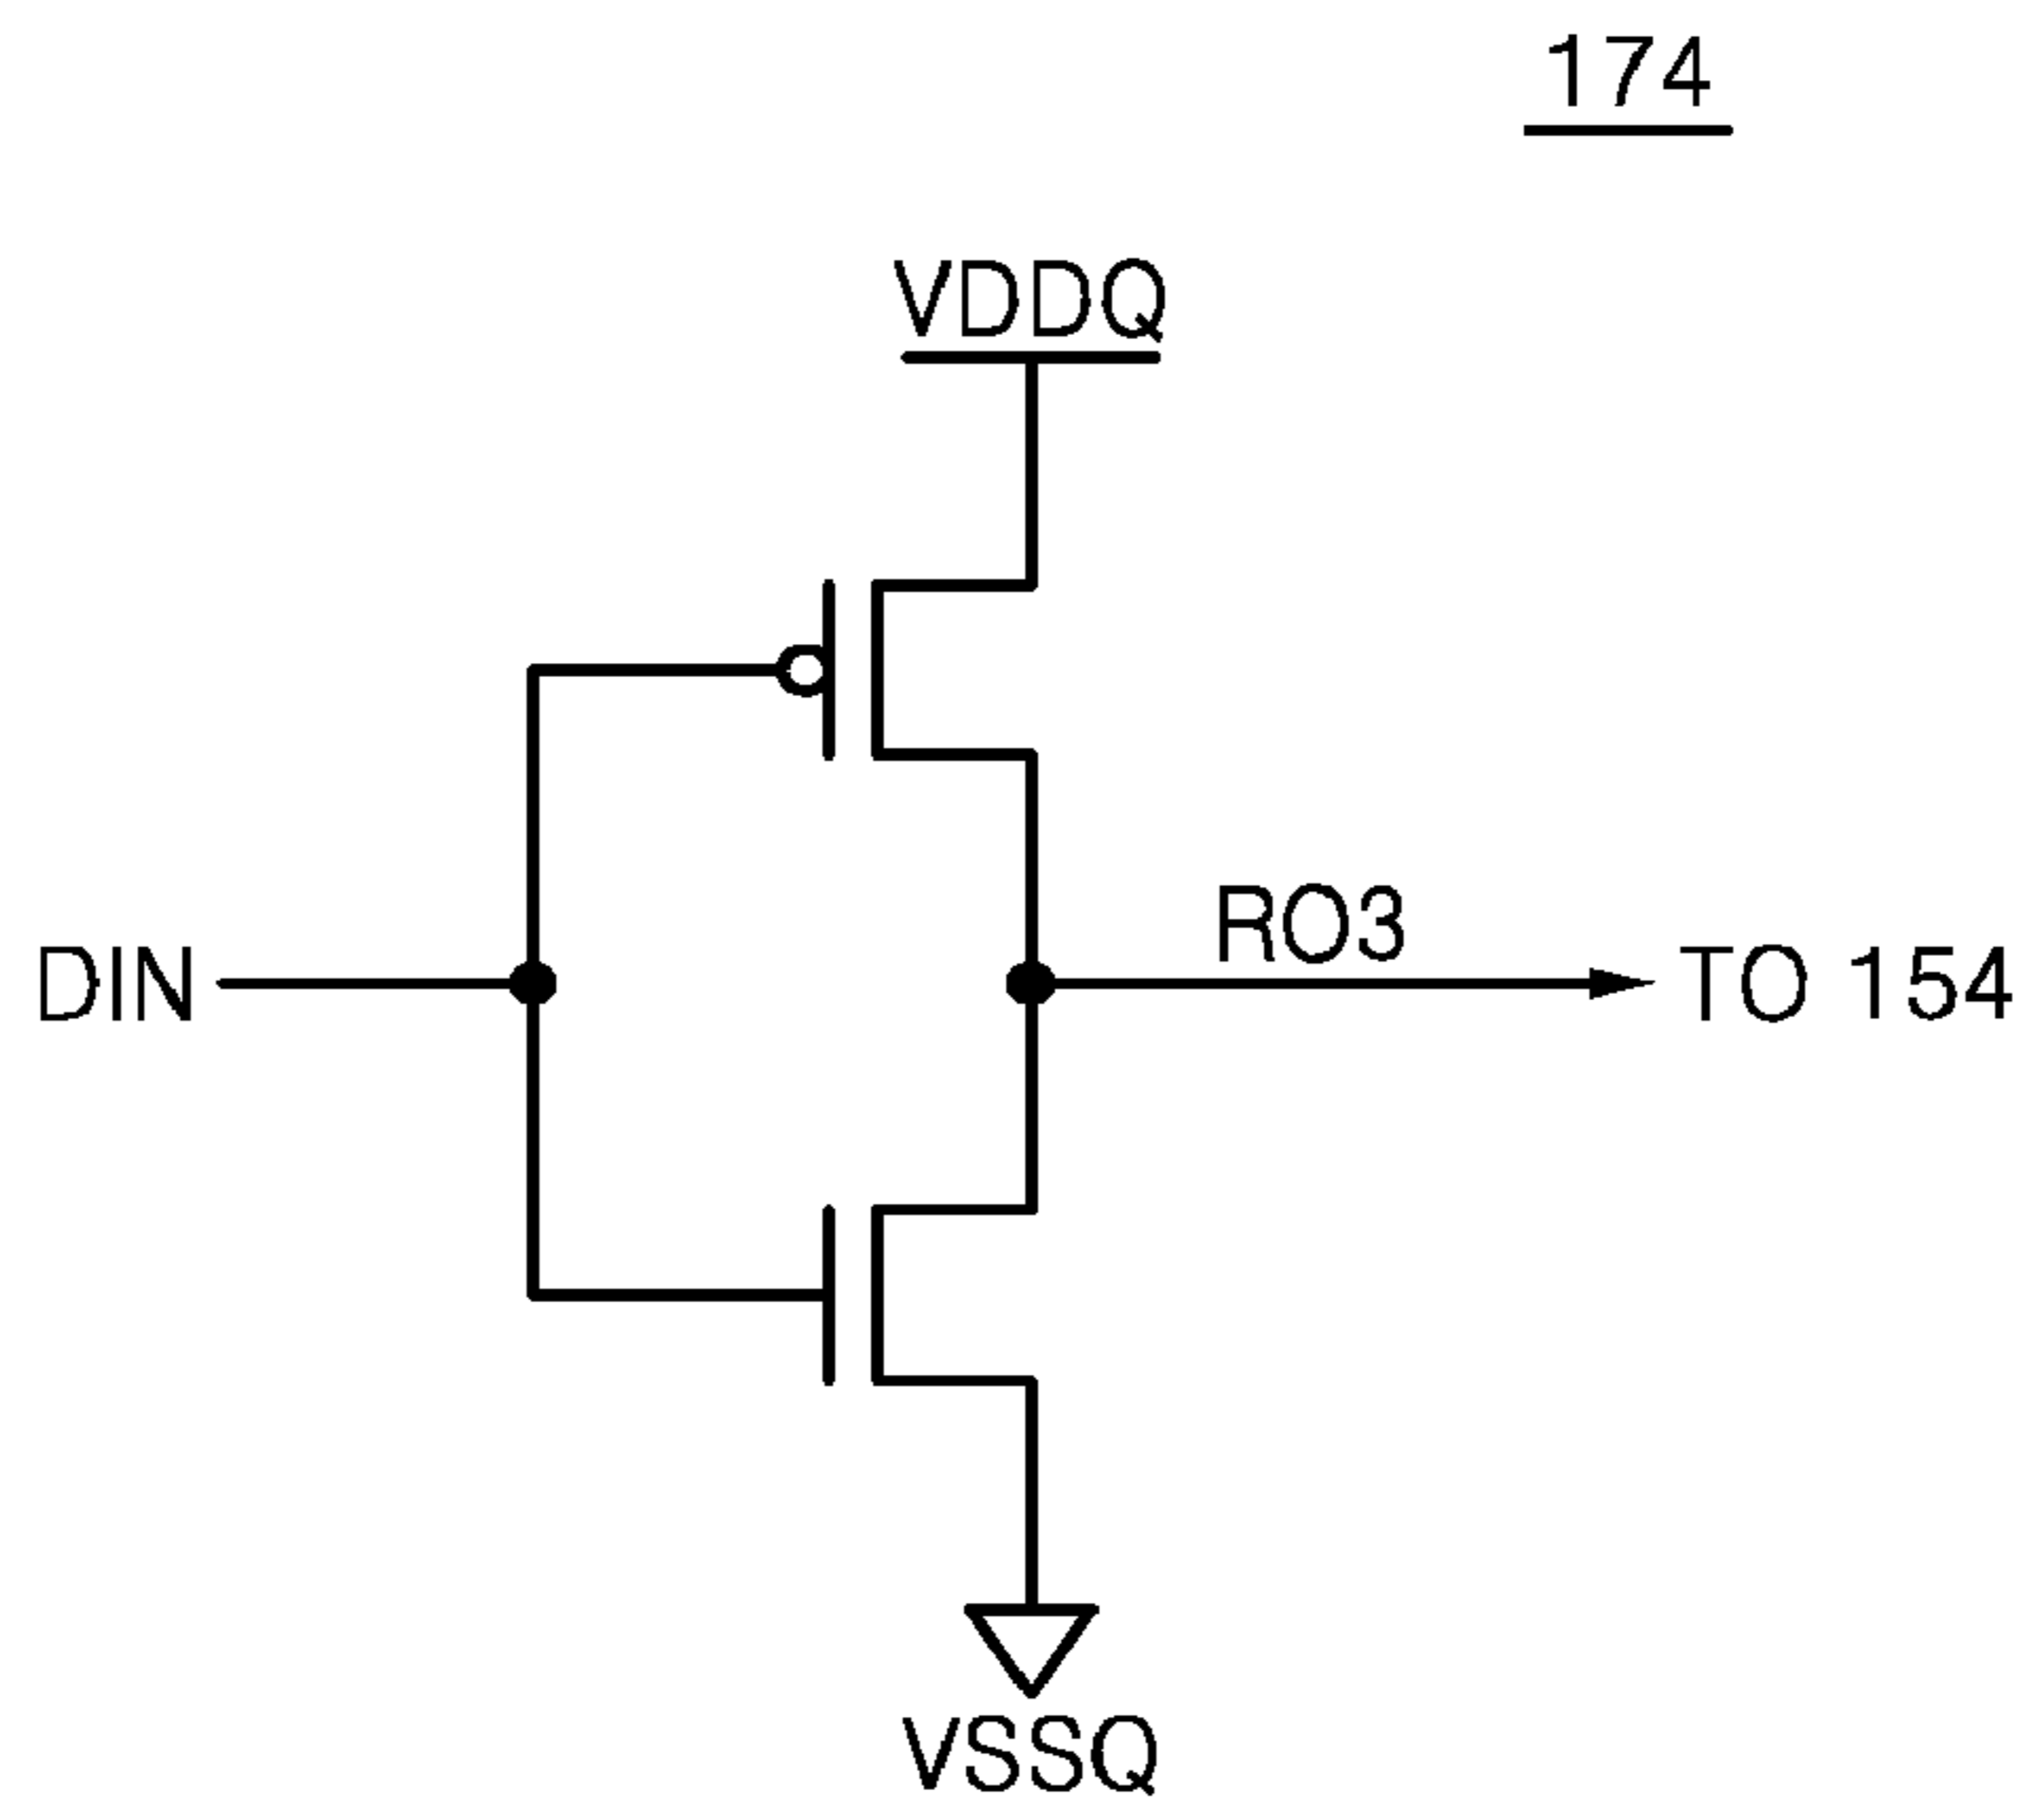 174
VDDQ
RO3
DIN
TO 154
VSSQ